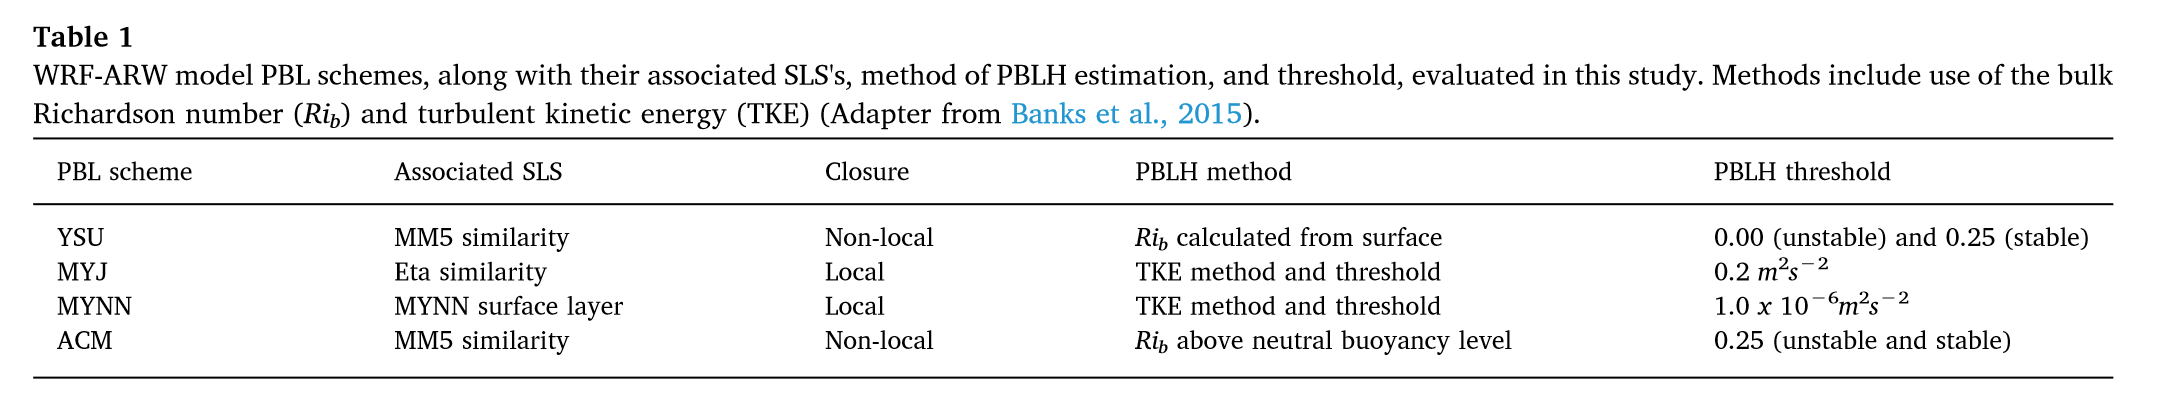 Table 1
WRF-ARW model PBL schemes, along with their associated SLS's, method of PBLH estimation, and threshold, evaluated in this study. Methods include use of the bulk
Richardson number (Ri_b) and turbulent kinetic energy (TKE) (Adapter from Banks et al., 2015).
PBL scheme Associated SLS Closure PBLH method PBLH threshold
YSU MM5 similarity Non-local Ri_b calculated from surface 0.00 (unstable) and 0.25 (stable)
MYJ Eta similarity Local TKE method and threshold 0.2 m²s⁻²
MYNN MYNN surface layer Local TKE method and threshold 1.0 x 10⁻⁶m²s⁻²
ACM MM5 similarity Non-local Ri_b above neutral buoyancy level 0.25 (unstable and stable)